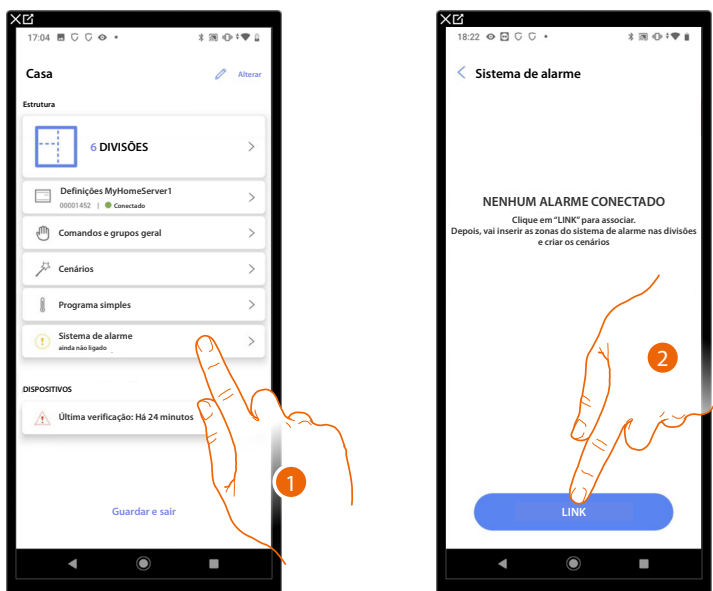 17:04
Casa
Alterar
Estrutura
6 DIVISÕES
Definições MyHomeServer1
00001452 | Conectado
Comandos e grupos geral
Cenários
Programa simples
Sistema de alarme
ainda não ligado
DISPOSITIVOS
Última verificação: Há 24 minutos
1
Guardar e sair
18:22
Sistema de alarme
NENHUM ALARME CONECTADO
Clique em “LINK” para associar.
Depois, vai inserir as zonas do sistema de alarme nas divisões
e criar os cenários
2
LINK